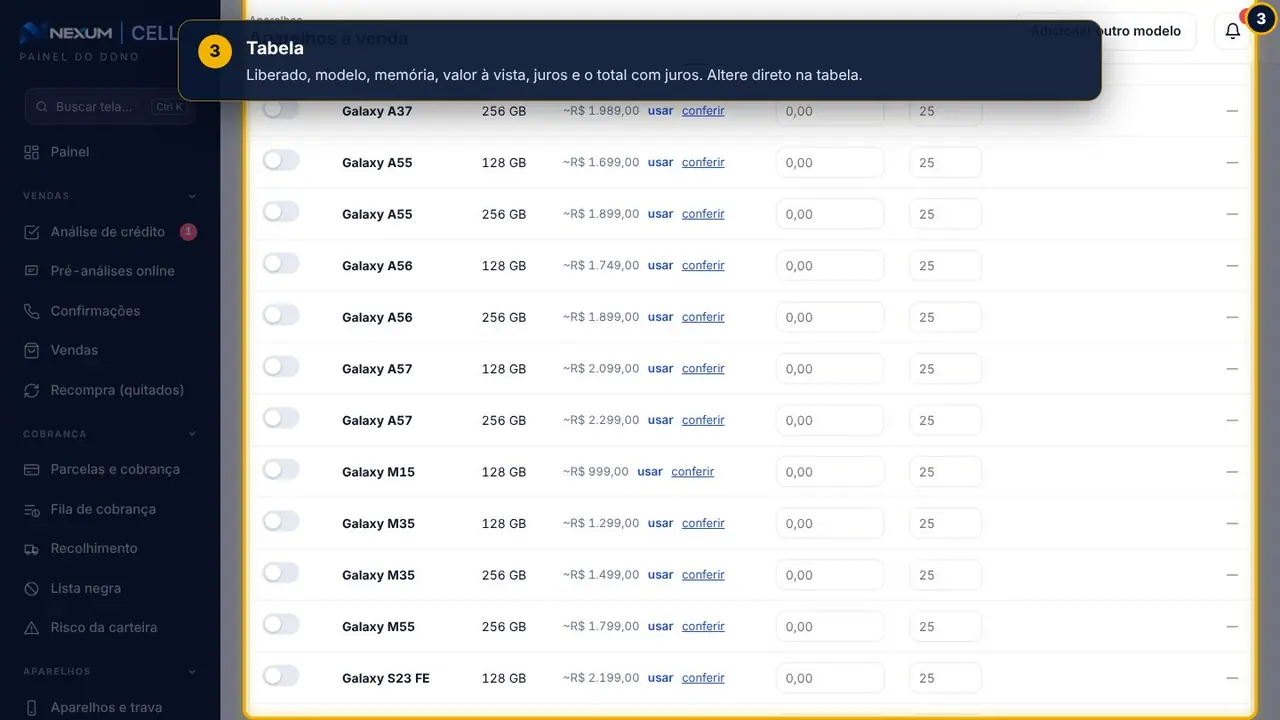 NEXUM | CELL
PAINEL DO DONO
Buscar tela... Ctrl K
Painel
VENDAS
Análise de crédito 1
Pré-análises online
Confirmações
Vendas
Recompra (quitados)
COBRANÇA
Parcelas e cobrança
Fila de cobrança
Recolhimento
Lista negra
Risco da carteira
APARELHOS
Aparelhos e trava
Aparelhos
Aparelhos à venda
Adicionar outro modelo
3
3
Tabela
Liberado, modelo, memória, valor à vista, juros e o total com juros. Altere direto na tabela.
Galaxy A37 256 GB ~R$ 1.989,00 usar conferir 0,00 25 —
Galaxy A55 128 GB ~R$ 1.699,00 usar conferir 0,00 25 —
Galaxy A55 256 GB ~R$ 1.899,00 usar conferir 0,00 25 —
Galaxy A56 128 GB ~R$ 1.749,00 usar conferir 0,00 25 —
Galaxy A56 256 GB ~R$ 1.899,00 usar conferir 0,00 25 —
Galaxy A57 128 GB ~R$ 2.099,00 usar conferir 0,00 25 —
Galaxy A57 256 GB ~R$ 2.299,00 usar conferir 0,00 25 —
Galaxy M15 128 GB ~R$ 999,00 usar conferir 0,00 25 —
Galaxy M35 128 GB ~R$ 1.299,00 usar conferir 0,00 25 —
Galaxy M35 256 GB ~R$ 1.499,00 usar conferir 0,00 25 —
Galaxy M55 256 GB ~R$ 1.799,00 usar conferir 0,00 25 —
Galaxy S23 FE 128 GB ~R$ 2.199,00 usar conferir 0,00 25 —